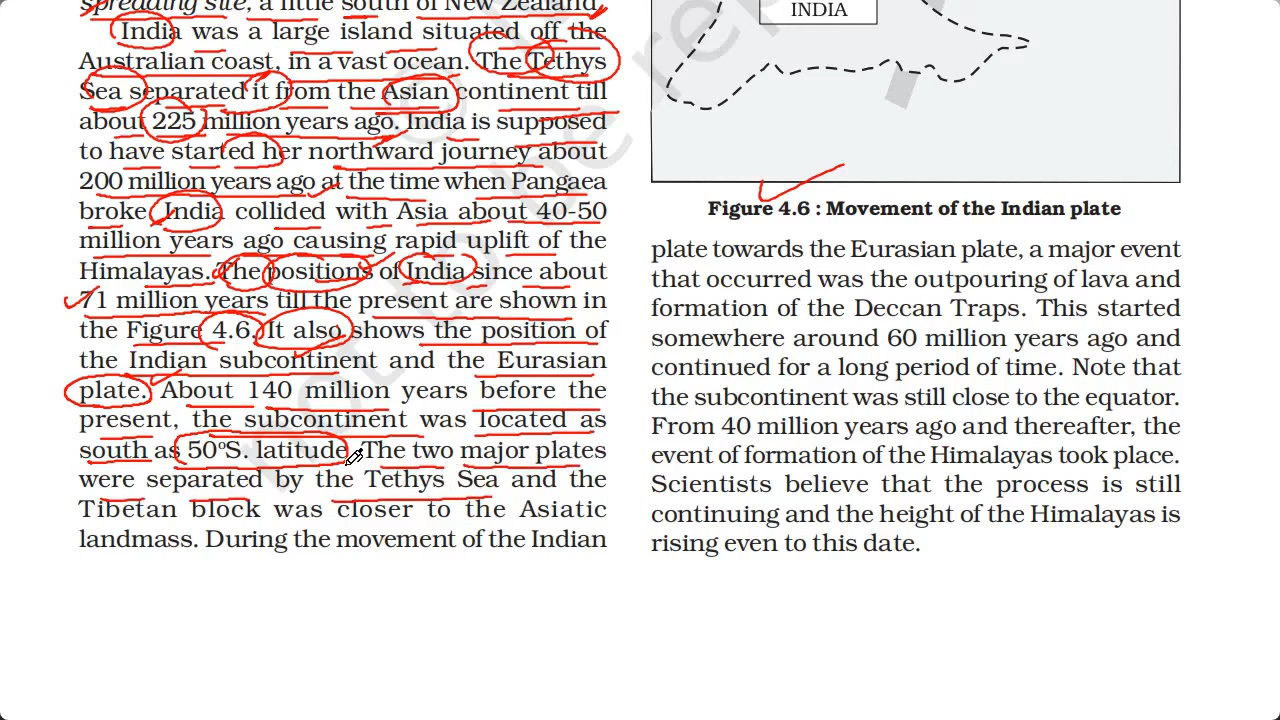 spreading site, a little south of New Zealand.
India was a large island situated off the
Australian coast, in a vast ocean. The Tethys
Sea separated it from the Asian continent till
about 225 million years ago. India is supposed
to have started her northward journey about
200 million years ago at the time when Pangaea
broke. India collided with Asia about 40-50
million years ago causing rapid uplift of the
Himalayas. The positions of India since about
71 million years till the present are shown in
the Figure 4.6. It also shows the position of
the Indian subcontinent and the Eurasian
plate. About 140 million years before the
present, the subcontinent was located as
south as 50ºS. latitude. The two major plates
were separated by the Tethys Sea and the
Tibetan block was closer to the Asiatic
landmass. During the movement of the Indian
INDIA
Figure 4.6 : Movement of the Indian plate
plate towards the Eurasian plate, a major event
that occurred was the outpouring of lava and
formation of the Deccan Traps. This started
somewhere around 60 million years ago and
continued for a long period of time. Note that
the subcontinent was still close to the equator.
From 40 million years ago and thereafter, the
event of formation of the Himalayas took place.
Scientists believe that the process is still
continuing and the height of the Himalayas is
rising even to this date.